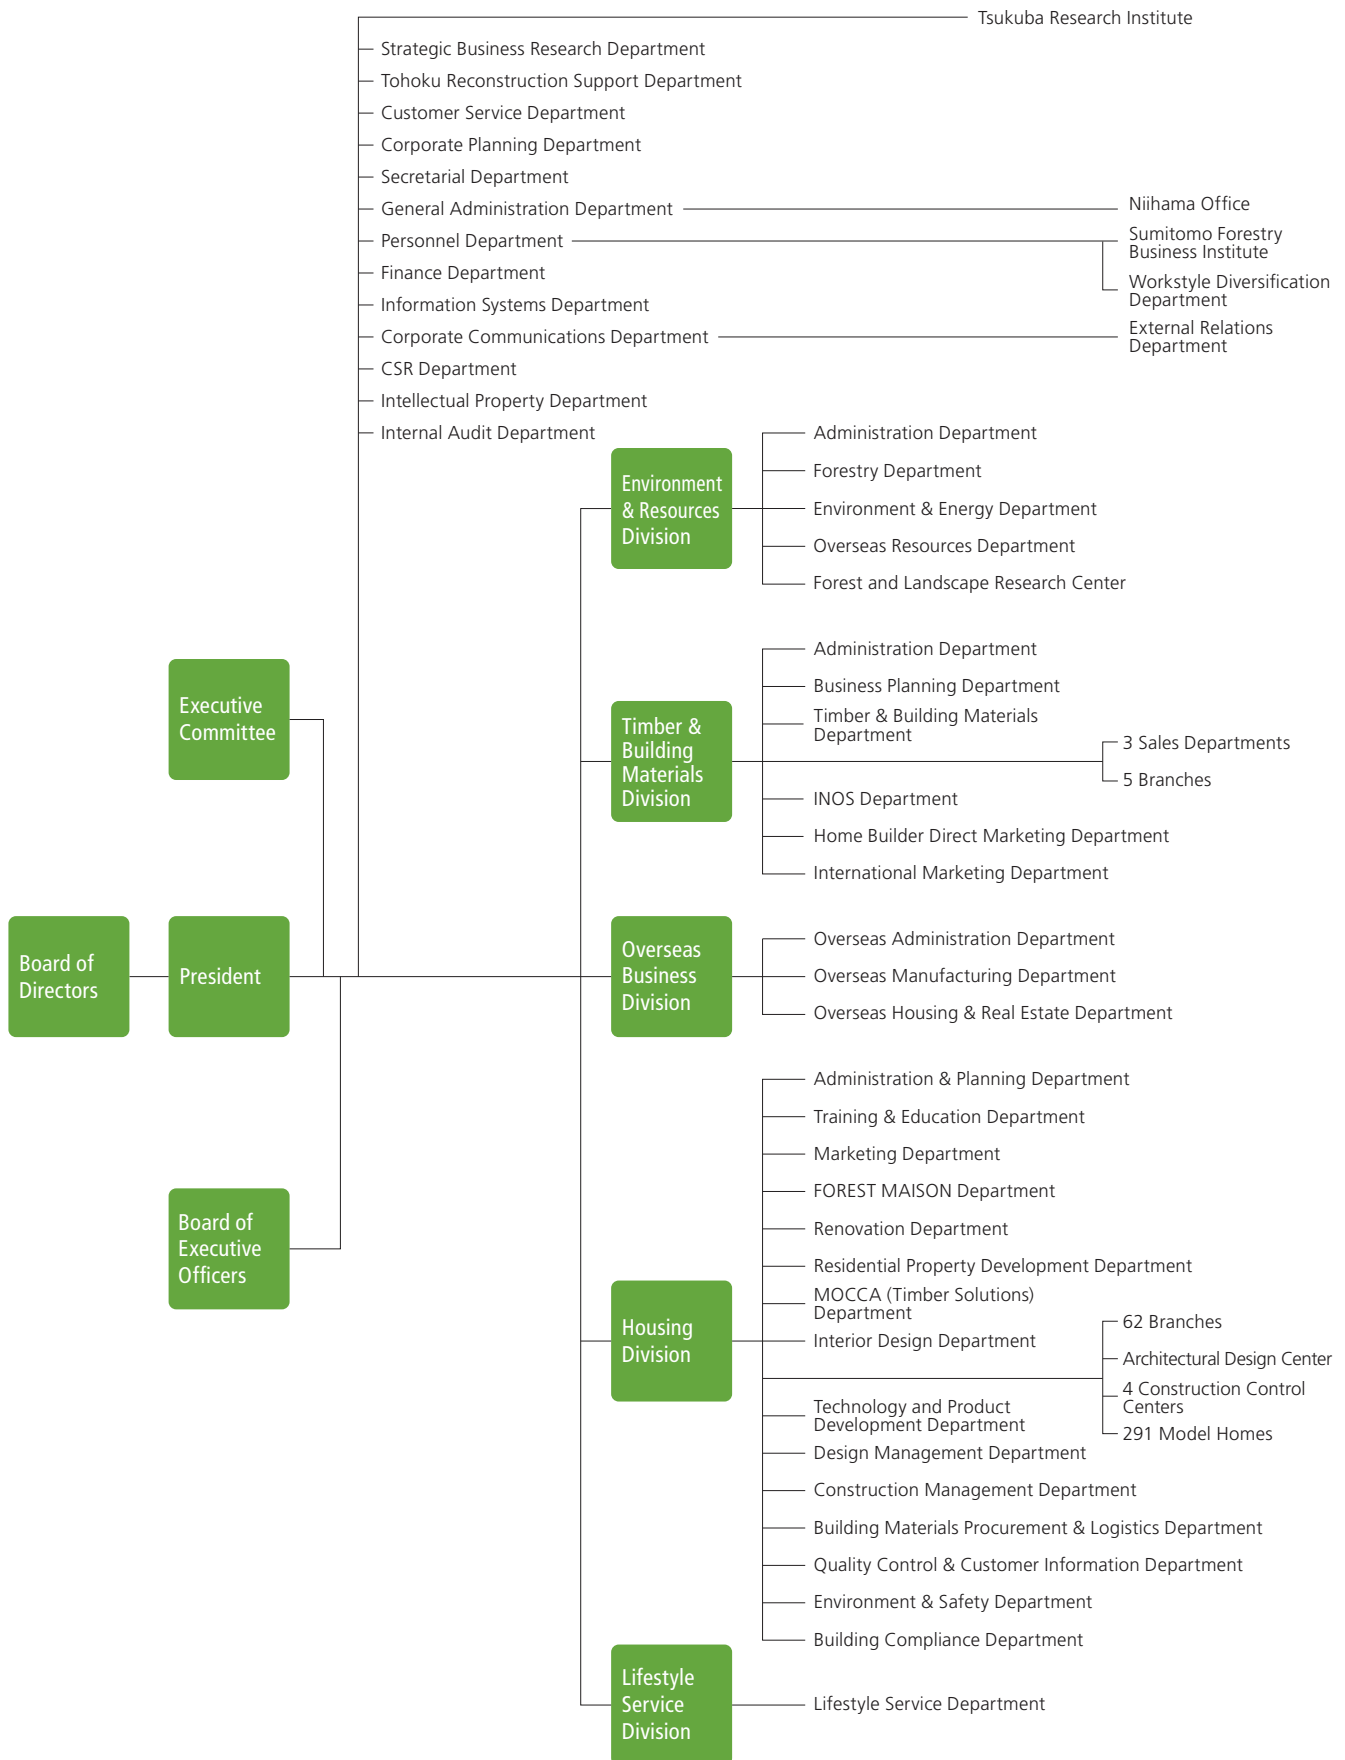 Tsukuba Research Institute
Strategic Business Research Department
Tohoku Reconstruction Support Department
Customer Service Department
Corporate Planning Department
Secretarial Department
General Administration Department
Niihama Office
Personnel Department
Sumitomo Forestry
Business Institute
Workstyle Diversification
Department
Finance Department
Information Systems Department
Corporate Communications Department
External Relations
Department
CSR Department
Intellectual Property Department
Internal Audit Department
Environment
& Resources
Division
Administration Department
Forestry Department
Environment & Energy Department
Overseas Resources Department
Forest and Landscape Research Center
Executive
Committee
Timber &
Building
Materials
Division
Administration Department
Business Planning Department
Timber & Building Materials
Department
3 Sales Departments
5 Branches
INOS Department
Home Builder Direct Marketing Department
International Marketing Department
Board of
Directors
President
Overseas
Business
Division
Overseas Administration Department
Overseas Manufacturing Department
Overseas Housing & Real Estate Department
Board of
Executive
Officers
Housing
Division
Administration & Planning Department
Training & Education Department
Marketing Department
FOREST MAISON Department
Renovation Department
Residential Property Development Department
MOCCA (Timber Solutions)
Department
Interior Design Department
62 Branches
Architectural Design Center
4 Construction Control
Centers
291 Model Homes
Technology and Product
Development Department
Design Management Department
Construction Management Department
Building Materials Procurement & Logistics Department
Quality Control & Customer Information Department
Environment & Safety Department
Building Compliance Department
Lifestyle
Service
Division
Lifestyle Service Department